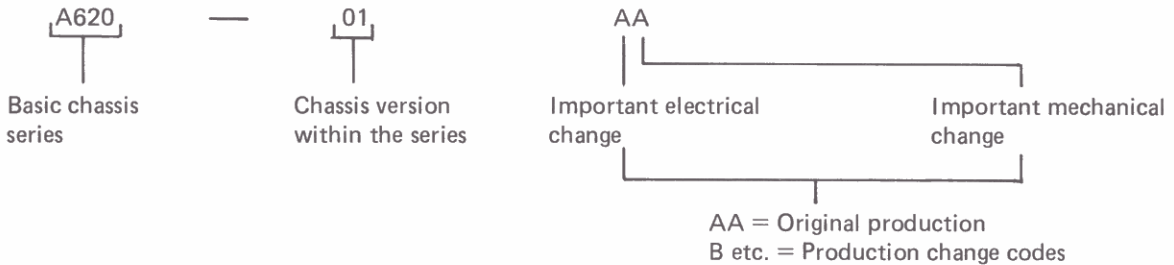 A620 — 01 AA
Basic chassis
series
Chassis version
within the series
Important electrical
change
Important mechanical
change
AA = Original production
B etc. = Production change codes